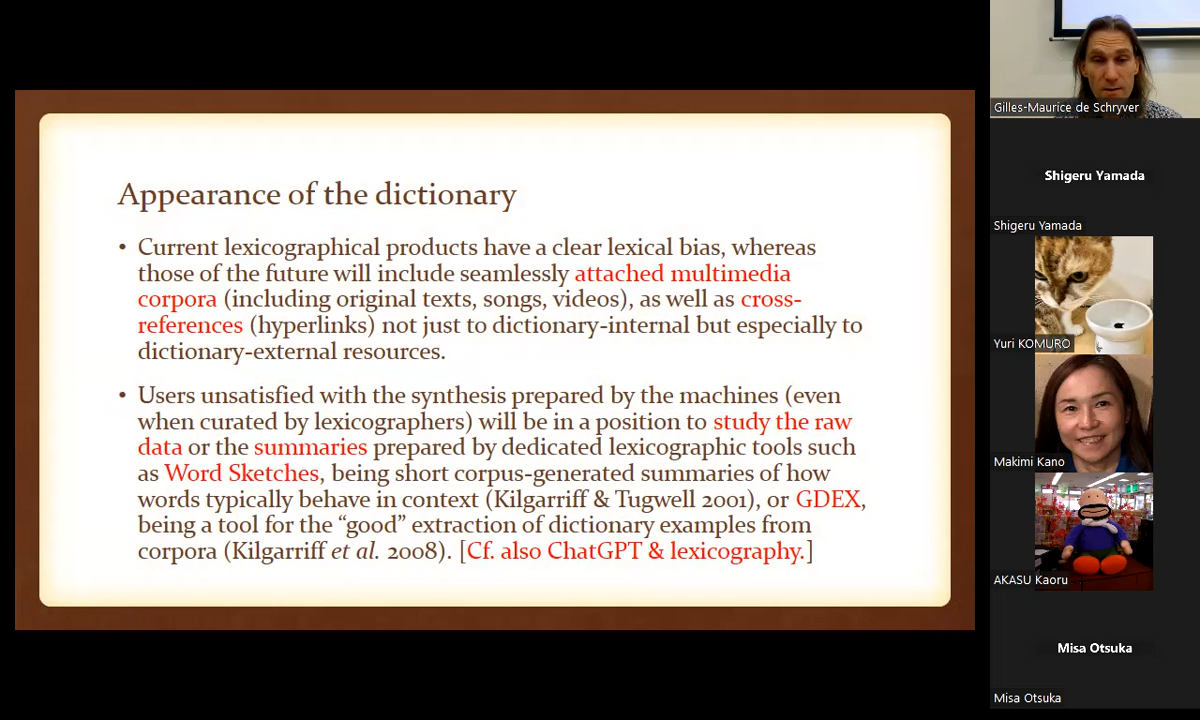 Appearance of the dictionary
• Current lexicographical products have a clear lexical bias, whereas
those of the future will include seamlessly attached multimedia
corpora (including original texts, songs, videos), as well as cross-
references (hyperlinks) not just to dictionary-internal but especially to
dictionary-external resources.
• Users unsatisfied with the synthesis prepared by the machines (even
when curated by lexicographers) will be in a position to study the raw
data or the summaries prepared by dedicated lexicographic tools such
as Word Sketches, being short corpus-generated summaries of how
words typically behave in context (Kilgarriff & Tugwell 2001), or GDEX,
being a tool for the “good” extraction of dictionary examples from
corpora (Kilgarriff et al. 2008). [Cf. also ChatGPT & lexicography.]
Gilles-Maurice de Schryver
Shigeru Yamada
Shigeru Yamada
Yuri KOMURO
Makimi Kano
AKASU Kaoru
Misa Otsuka
Misa Otsuka